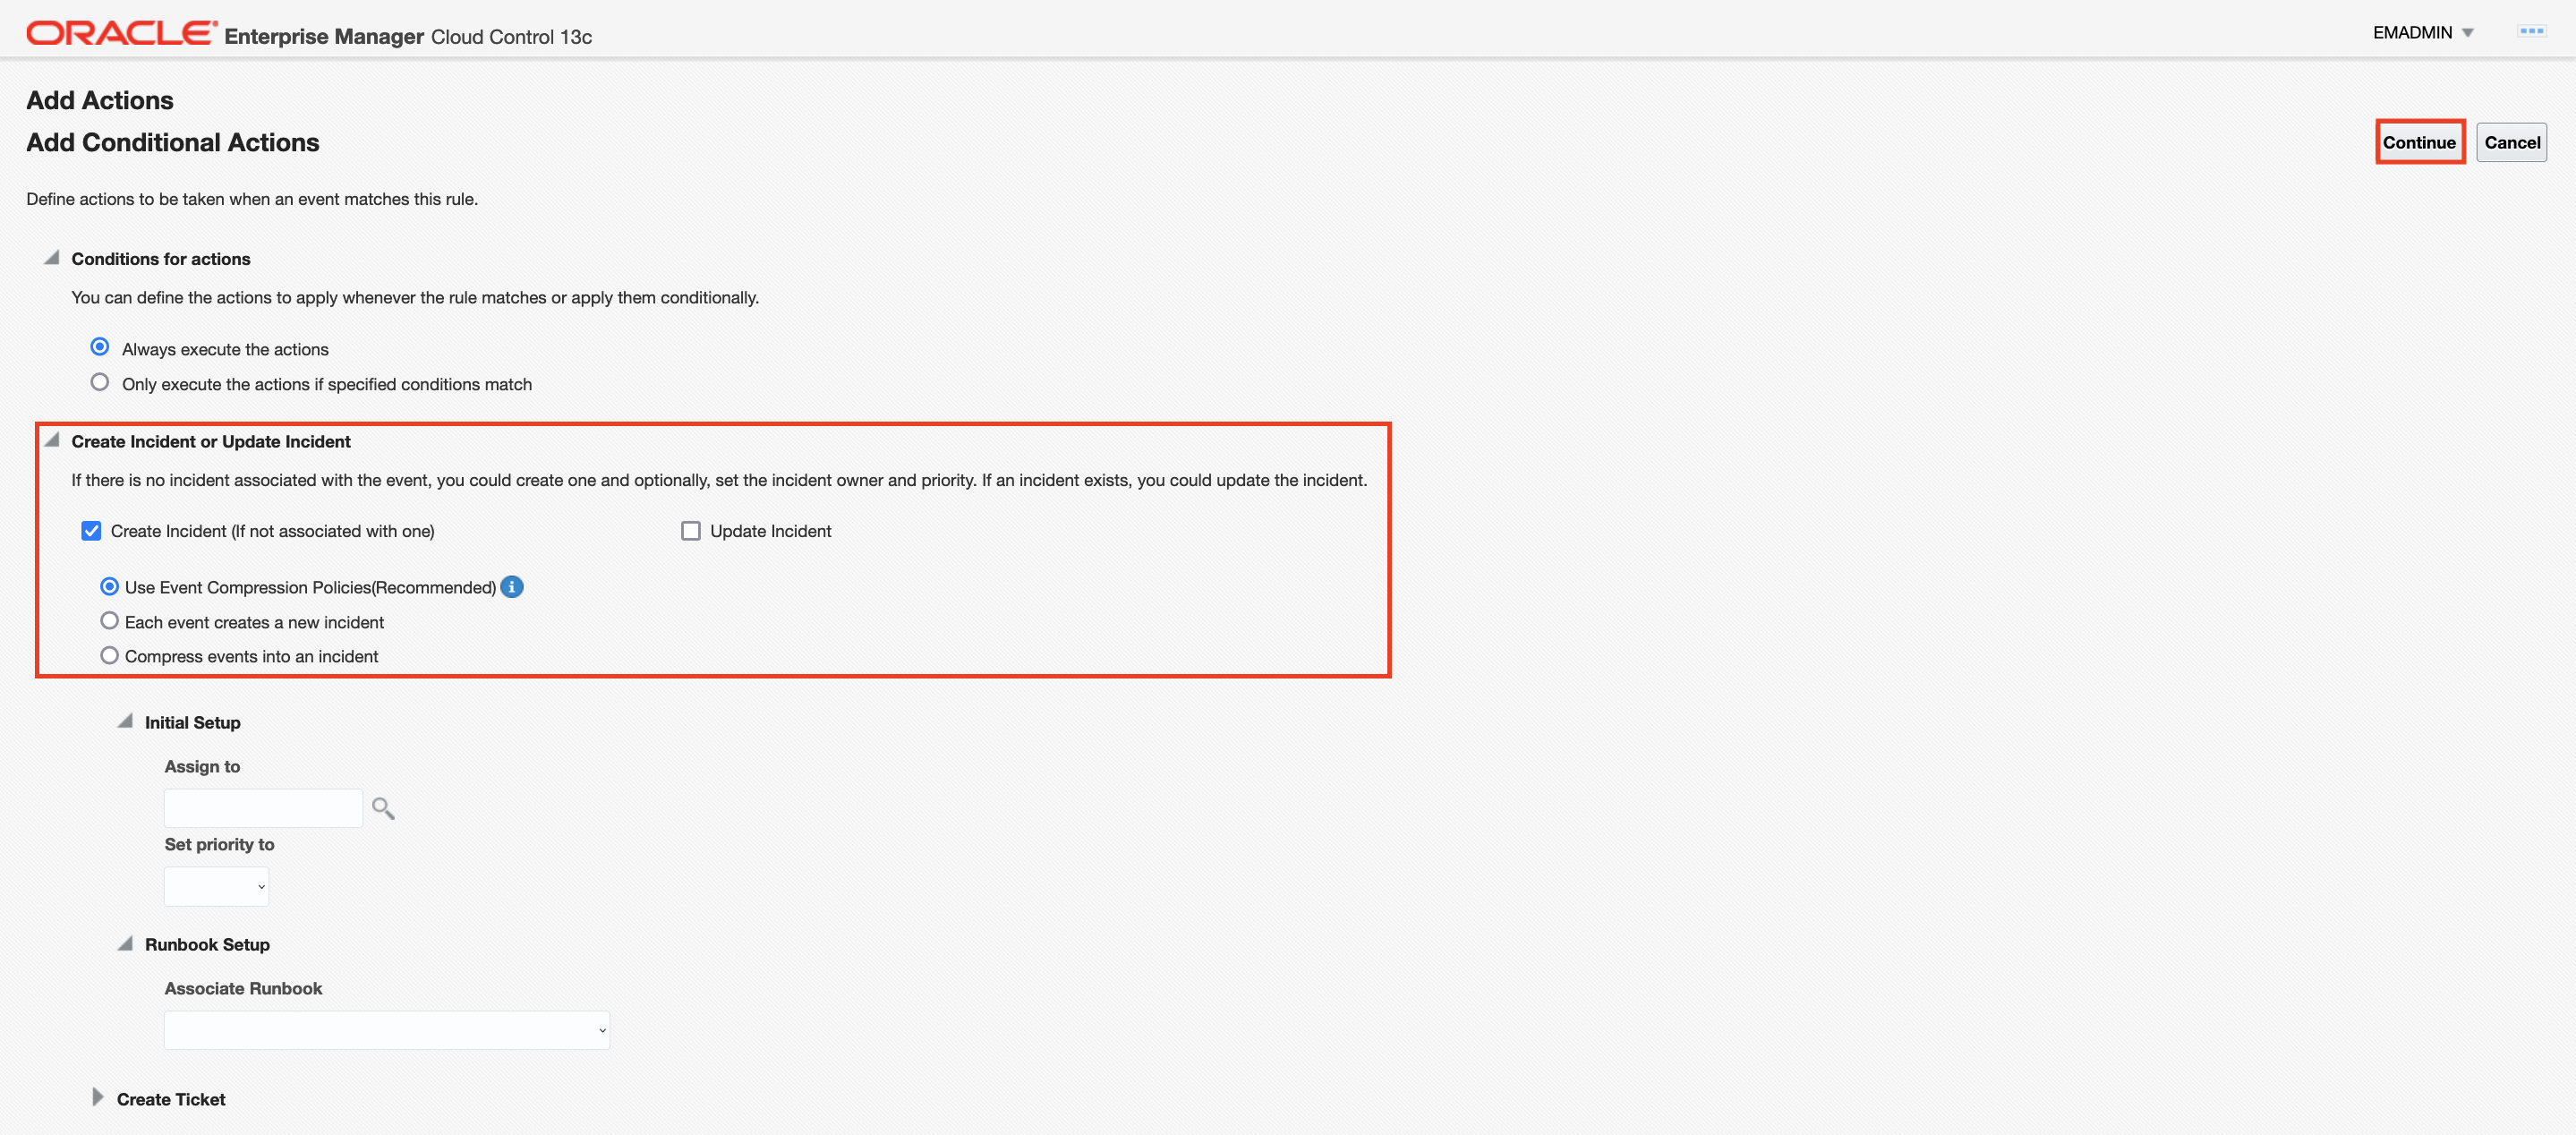 ORACLE Enterprise Manager Cloud Control 13c
EMADMIN
Add Actions
Add Conditional Actions
Continue
Cancel
Define actions to be taken when an event matches this rule.
Conditions for actions
You can define the actions to apply whenever the rule matches or apply them conditionally.
Always execute the actions
Only execute the actions if specified conditions match
Create Incident or Update Incident
If there is no incident associated with the event, you could create one and optionally, set the incident owner and priority. If an incident exists, you could update the incident.
Create Incident (If not associated with one)
Update Incident
Use Event Compression Policies(Recommended)
Each event creates a new incident
Compress events into an incident
Initial Setup
Assign to
Set priority to
Runbook Setup
Associate Runbook
Create Ticket